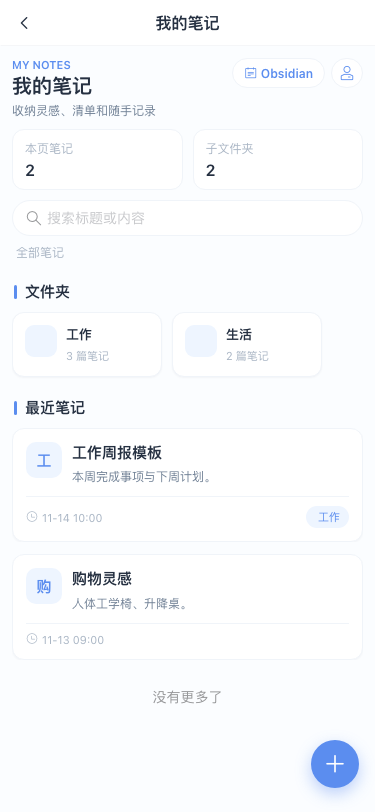 我的笔记
MY NOTES
Obsidian
我的笔记
收纳灵感、清单和随手记录
本页笔记
2
子文件夹
2
搜索标题或内容
全部笔记
文件夹
工作
3 篇笔记
生活
2 篇笔记
最近笔记
工
工作周报模板
本周完成事项与下周计划。
11-14 10:00
工作
购
购物灵感
人体工学椅、升降桌。
11-13 09:00
没有更多了